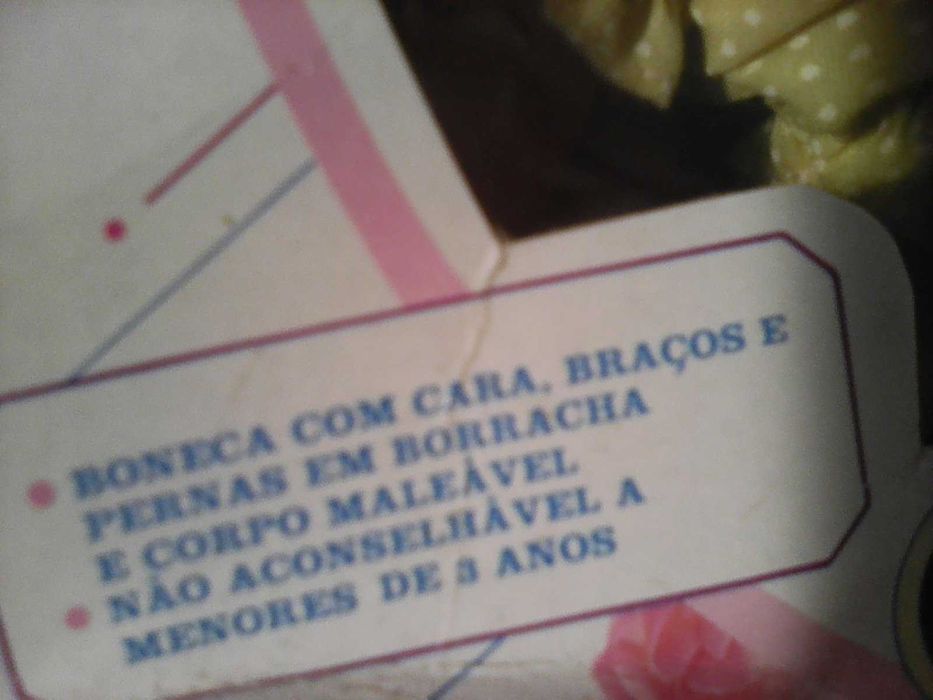 BONECA COM CARA, BRAÇOS E
PERNAS EM BORRACHA
E CORPO MALEÁVEL
NÃO ACONSELHÁVEL A
MENORES DE 3 ANOS